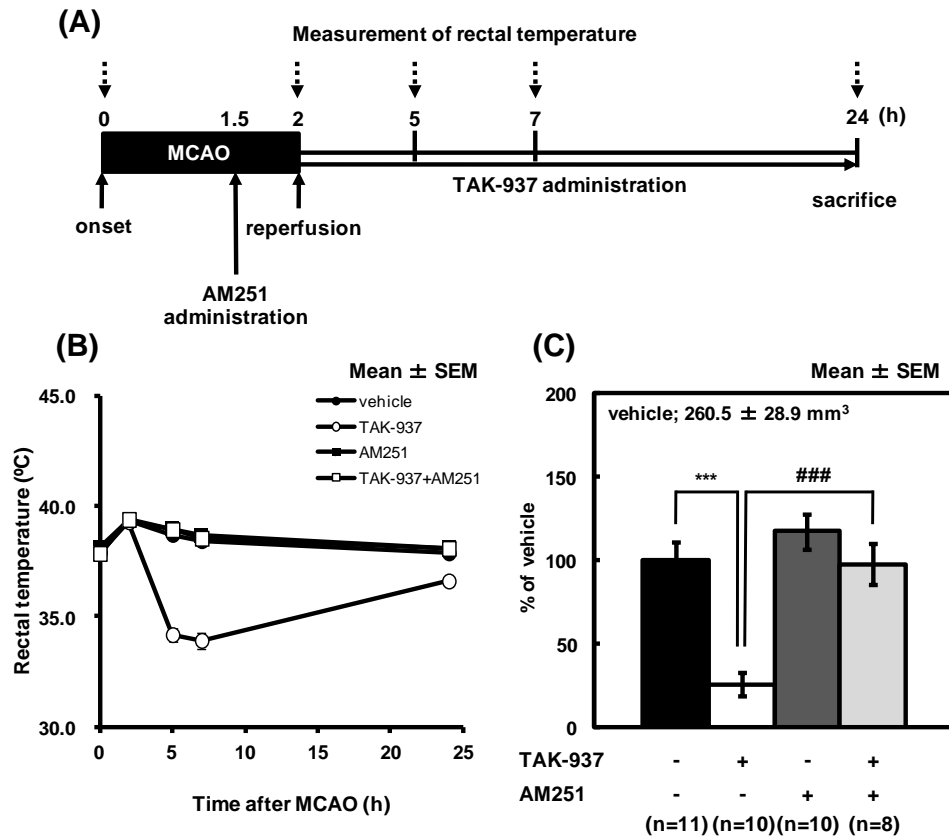 (A)
Measurement of rectal temperature
0 1.5 2 5 7 24 (h)
MCAO
TAK-937 administration
onset reperfusion sacrifice
AM251
administration
(B)
Mean ± SEM
vehicle
TAK-937
AM251
TAK-937+AM251
45.0
40.0
35.0
30.0
Rectal temperature (ºC)
0 5 10 15 20 25
Time after MCAO (h)
(C)
Mean ± SEM
vehicle; 260.5 ± 28.9 mm³
*** ###
200
150
100
50
0
% of vehicle
TAK-937 - + - +
AM251 - - + +
(n=11) (n=10) (n=10) (n=8)